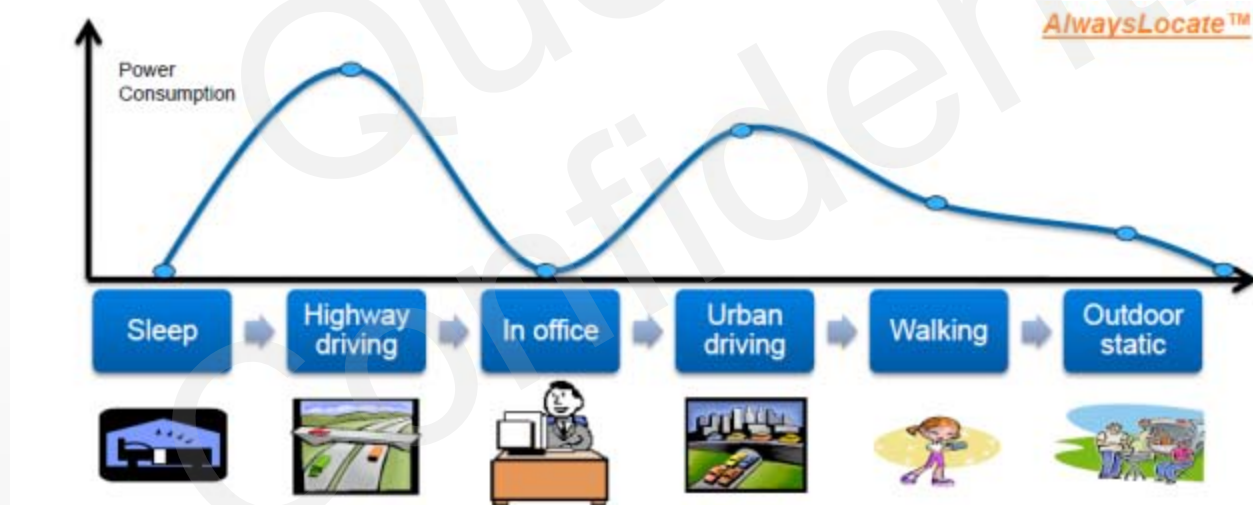 AlwaysLocate™
Power
Consumption
Sleep
Highway
driving
In office
Urban
driving
Walking
Outdoor
static